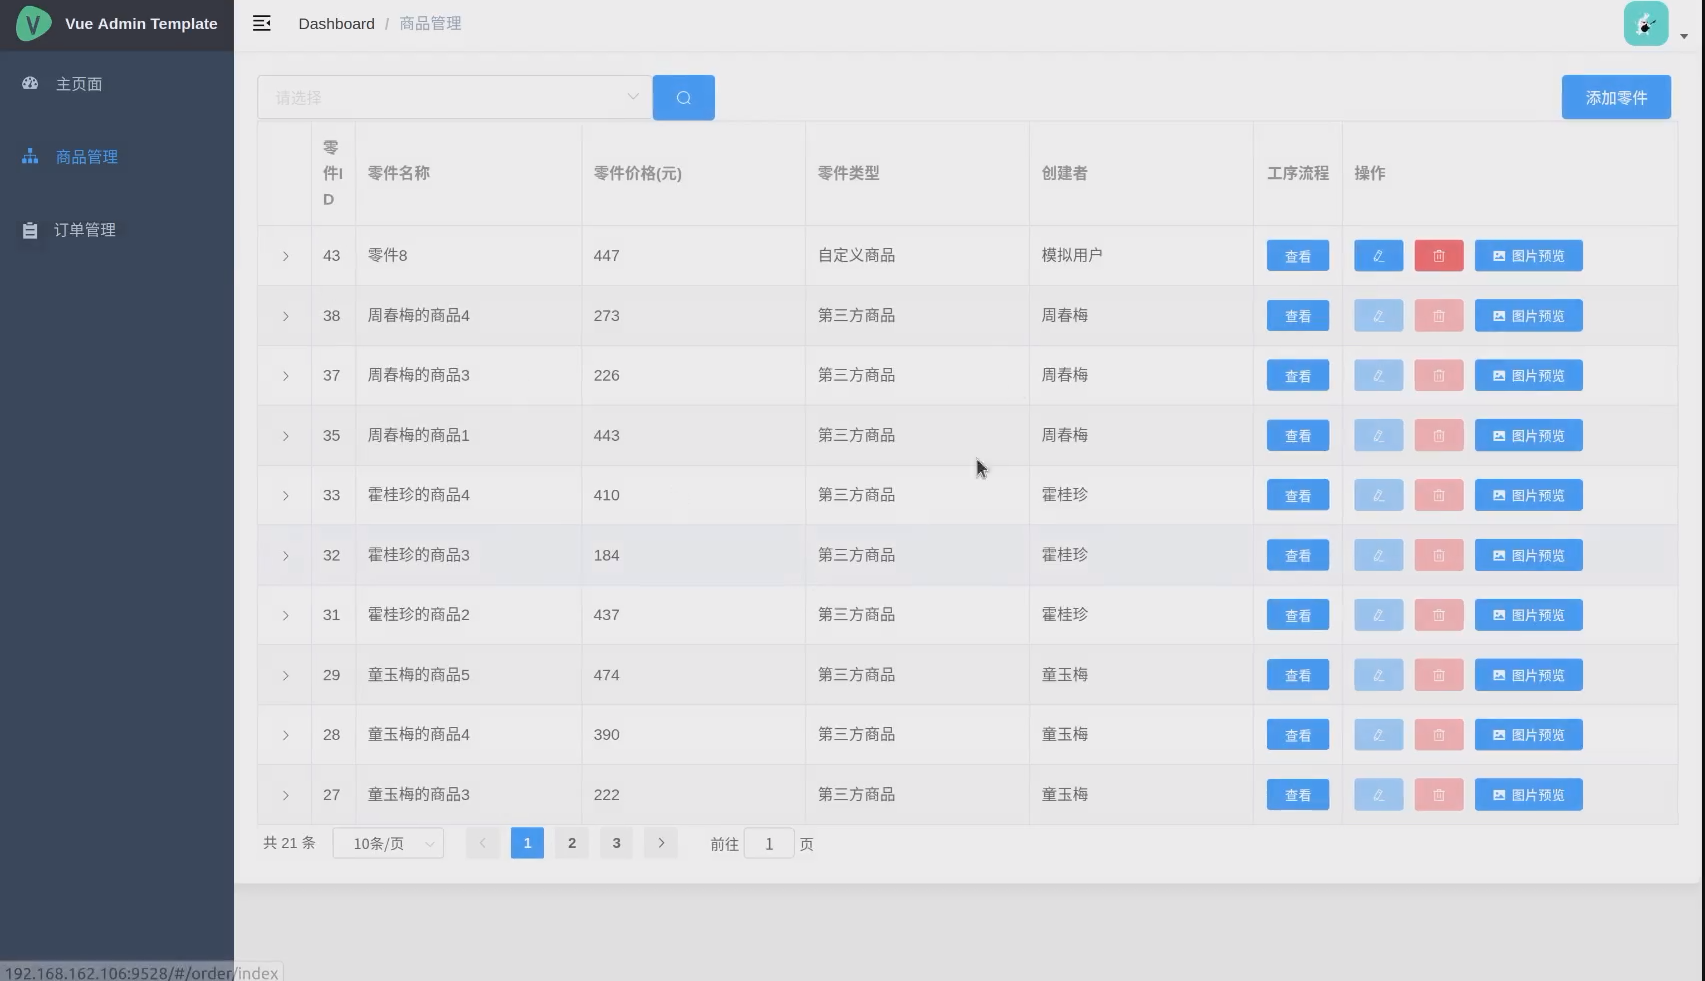 Vue Admin Template
Dashboard / 商品管理
主页面
商品管理
订单管理
请选择
添加零件
零件ID 零件名称 零件价格(元) 零件类型 创建者 工序流程 操作
43 零件8 447 自定义商品 模拟用户 查看 图片预览
38 周春梅的商品4 273 第三方商品 周春梅 查看 图片预览
37 周春梅的商品3 226 第三方商品 周春梅 查看 图片预览
35 周春梅的商品1 443 第三方商品 周春梅 查看 图片预览
33 霍桂珍的商品4 410 第三方商品 霍桂珍 查看 图片预览
32 霍桂珍的商品3 184 第三方商品 霍桂珍 查看 图片预览
31 霍桂珍的商品2 437 第三方商品 霍桂珍 查看 图片预览
29 童玉梅的商品5 474 第三方商品 童玉梅 查看 图片预览
28 童玉梅的商品4 390 第三方商品 童玉梅 查看 图片预览
27 童玉梅的商品3 222 第三方商品 童玉梅 查看 图片预览
共 21 条 10条/页 1 2 3 前往 1 页
192.168.162.106:9528/#/order/index